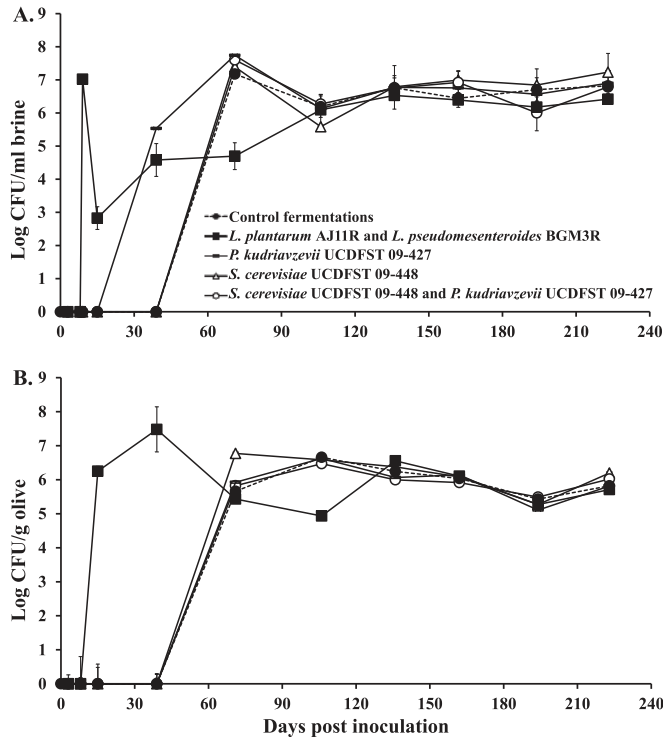 A.
9
8
7
6
5
4
3
2
1
0
Log CFU/ml brine
Control fermentations
L. plantarum AJ11R and L. pseudomesenteroides BGM3R
P. kudriavzevii UCDFST 09-427
S. cerevisiae UCDFST 09-448
S. cerevisiae UCDFST 09-448 and P. kudriavzevii UCDFST 09-427
0 30 60 90 120 150 180 210 240
B.
9
8
7
6
5
4
3
2
1
0
Log CFU/g olive
0 30 60 90 120 150 180 210 240
Days post inoculation